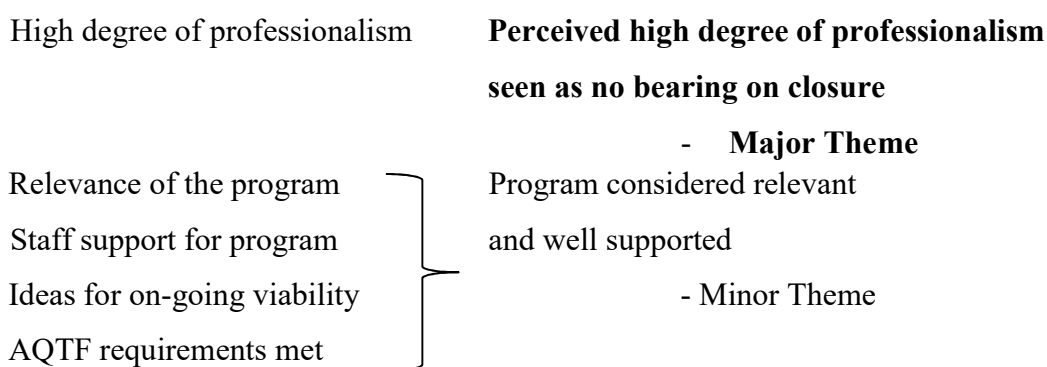 High degree of professionalism Perceived high degree of professionalism
seen as no bearing on closure
- Major Theme
Relevance of the program Program considered relevant
Staff support for program and well supported
Ideas for on-going viability - Minor Theme
AQTF requirements met